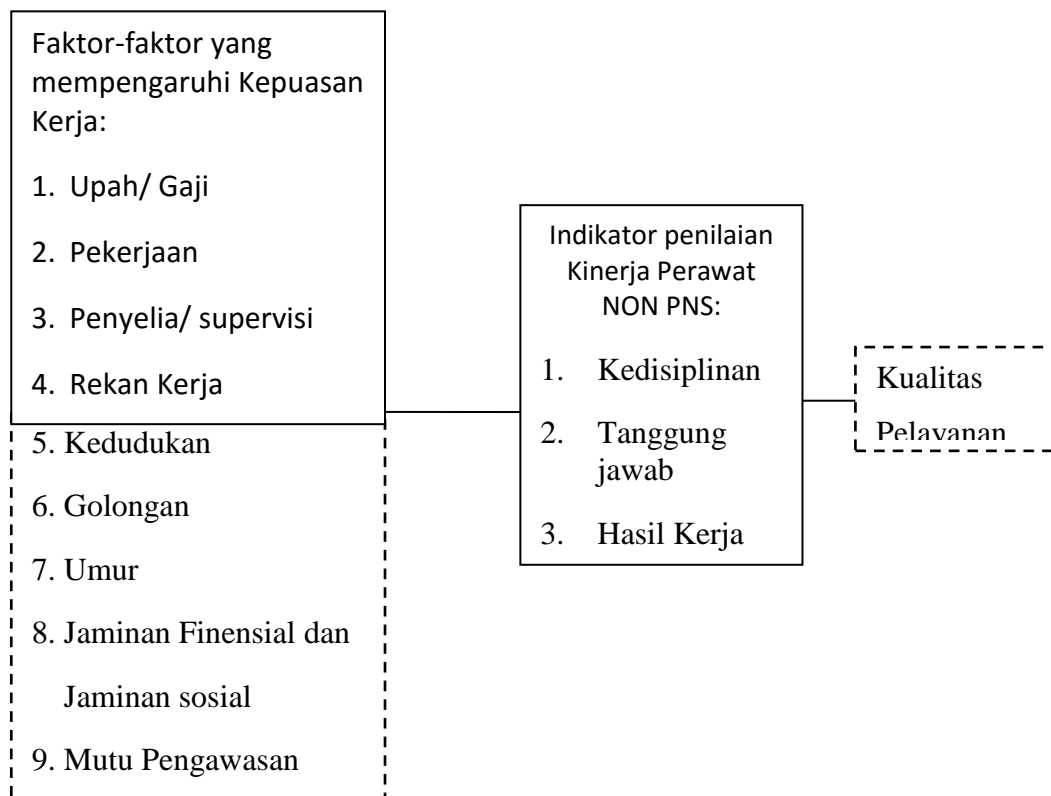 Faktor-faktor yang
mempengaruhi Kepuasan
Kerja:
1. Upah/ Gaji
2. Pekerjaan
3. Penyelia/ supervisi
4. Rekan Kerja
5. Kedudukan
6. Golongan
7. Umur
8. Jaminan Finensial dan
Jaminan sosial
9. Mutu Pengawasan
Indikator penilaian
Kinerja Perawat
NON PNS:
1. Kedisiplinan
2. Tanggung
jawab
3. Hasil Kerja
Kualitas
Pelayanan